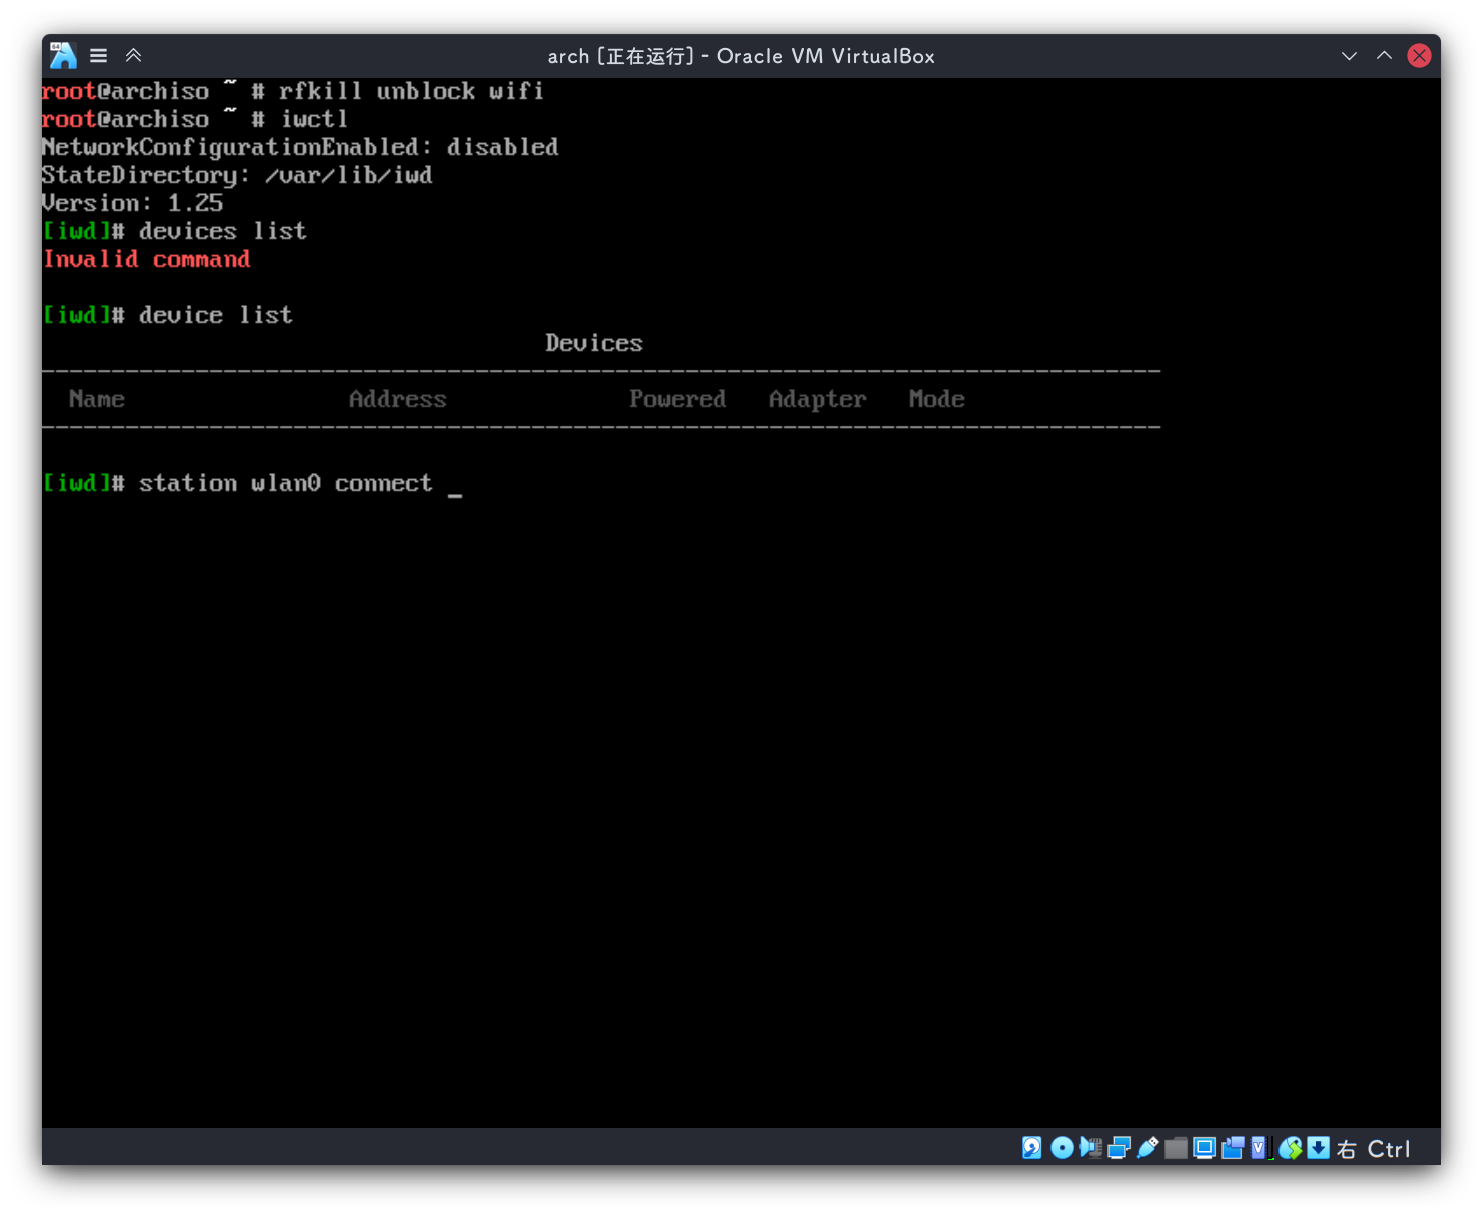 arch [正在运行] - Oracle VM VirtualBox
root@archiso ~ # rfkill unblock wifi
root@archiso ~ # iwctl
NetworkConfigurationEnabled: disabled
StateDirectory: /var/lib/iwd
Version: 1.25
[iwd]# devices list
Invalid command
[iwd]# device list
Devices
Name Address Powered Adapter Mode
[iwd]# station wlan0 connect _
右 Ctrl